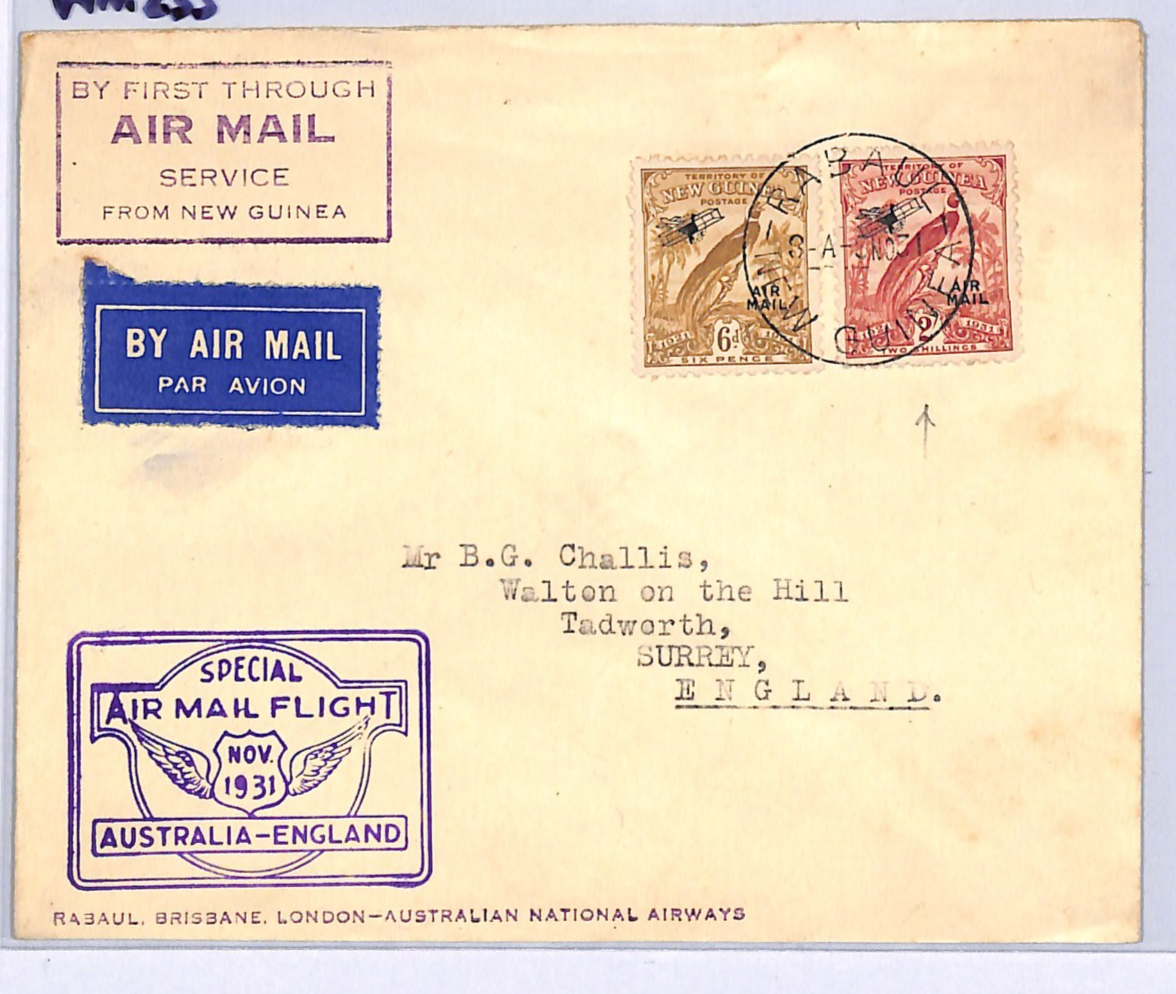 BY FIRST THROUGH
AIR MAIL
SERVICE
FROM NEW GUINEA
BY AIR MAIL
PAR AVION
TERRITORY OF
NEW GUINEA
POSTAGE
AIR
MAIL
1921
6d
SIX PENCE
TERRITORY OF
NEW GUINEA
POSTAGE
AIR
MAIL
1931
TWO SHILLINGS
RABAUL
NEW GUINEA
Mr B.G. Challis,
Walton on the Hill
Tadworth,
SURREY,
ENGLAND.
SPECIAL
AIR MAIL FLIGHT
NOV.
1931
AUSTRALIA-ENGLAND
RABAUL. BRISBANE. LONDON-AUSTRALIAN NATIONAL AIRWAYS